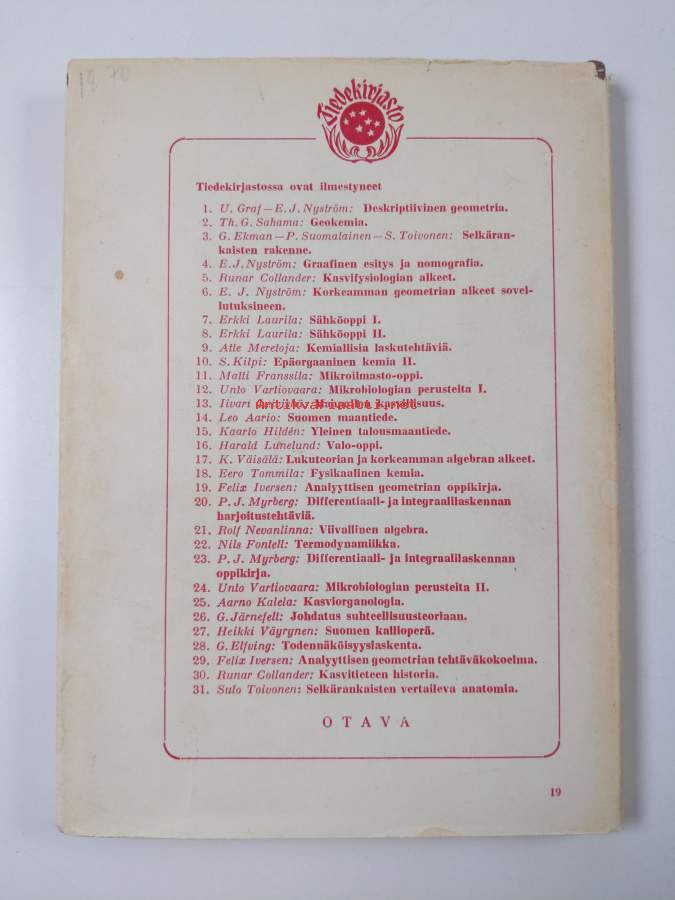 19 70
Tiedekirjasto
Tiedekirjastossa ovat ilmestyneet
1. U. Graf—E. J. Nyström: Deskriptiivinen geometria.
2. Th. G. Sahama: Geokemia.
3. G. Ekman—P. Suomalainen—S. Toivonen: Selkäran-
kaisten rakenne.
4. E. J. Nyström: Graafinen esitys ja nomografia.
5. Runar Collander: Kasvifysiologian alkeet.
6. E. J. Nyström: Korkeamman geometrian alkeet sovel-
lutuksineen.
7. Erkki Laurila: Sähköoppi I.
8. Erkki Laurila: Sähköoppi II.
9. Atte Meretoja: Kemiallisia laskutehtäviä.
10. S. Kilpi: Epäorgaaninen kemia II.
11. Matti Franssila: Mikroilmasto-oppi.
12. Unto Vartiovaara: Mikrobiologian perusteita I.
13. Iivari
Antikvariaatti.net
14. Leo Aario: Suomen maantiede.
15. Kaarlo Hildén: Yleinen talousmaantiede.
16. Harald Lunelund: Valo-oppi.
17. K. Väisälä: Lukuteorian ja korkeamman algebran alkeet.
18. Eero Tommila: Fysikaalinen kemia.
19. Felix Iversen: Analyyttisen geometrian oppikirja.
20. P. J. Myrberg: Differentiaali- ja integraalilaskennan
harjoitustehtäviä.
21. Rolf Nevanlinna: Viivallinen algebra.
22. Nils Fontell: Termodynamiikka.
23. P. J. Myrberg: Differentiaali- ja integraalilaskennan
oppikirja.
24. Unto Vartiovaara: Mikrobiologian perusteita II.
25. Aarno Kalela: Kasviorganologia.
26. G. Järnefelt: Johdatus suhteellisuusteoriaan.
27. Heikki Väyrynen: Suomen kallioperä.
28. G. Elfving: Todennäköisyyslaskenta.
29. Felix Iversen: Analyyttisen geometrian tehtäväkokoelma.
30. Runar Collander: Kasvitieteen historia.
31. Sulo Toivonen: Selkärankaisten vertaileva anatomia.
OTAVA
19